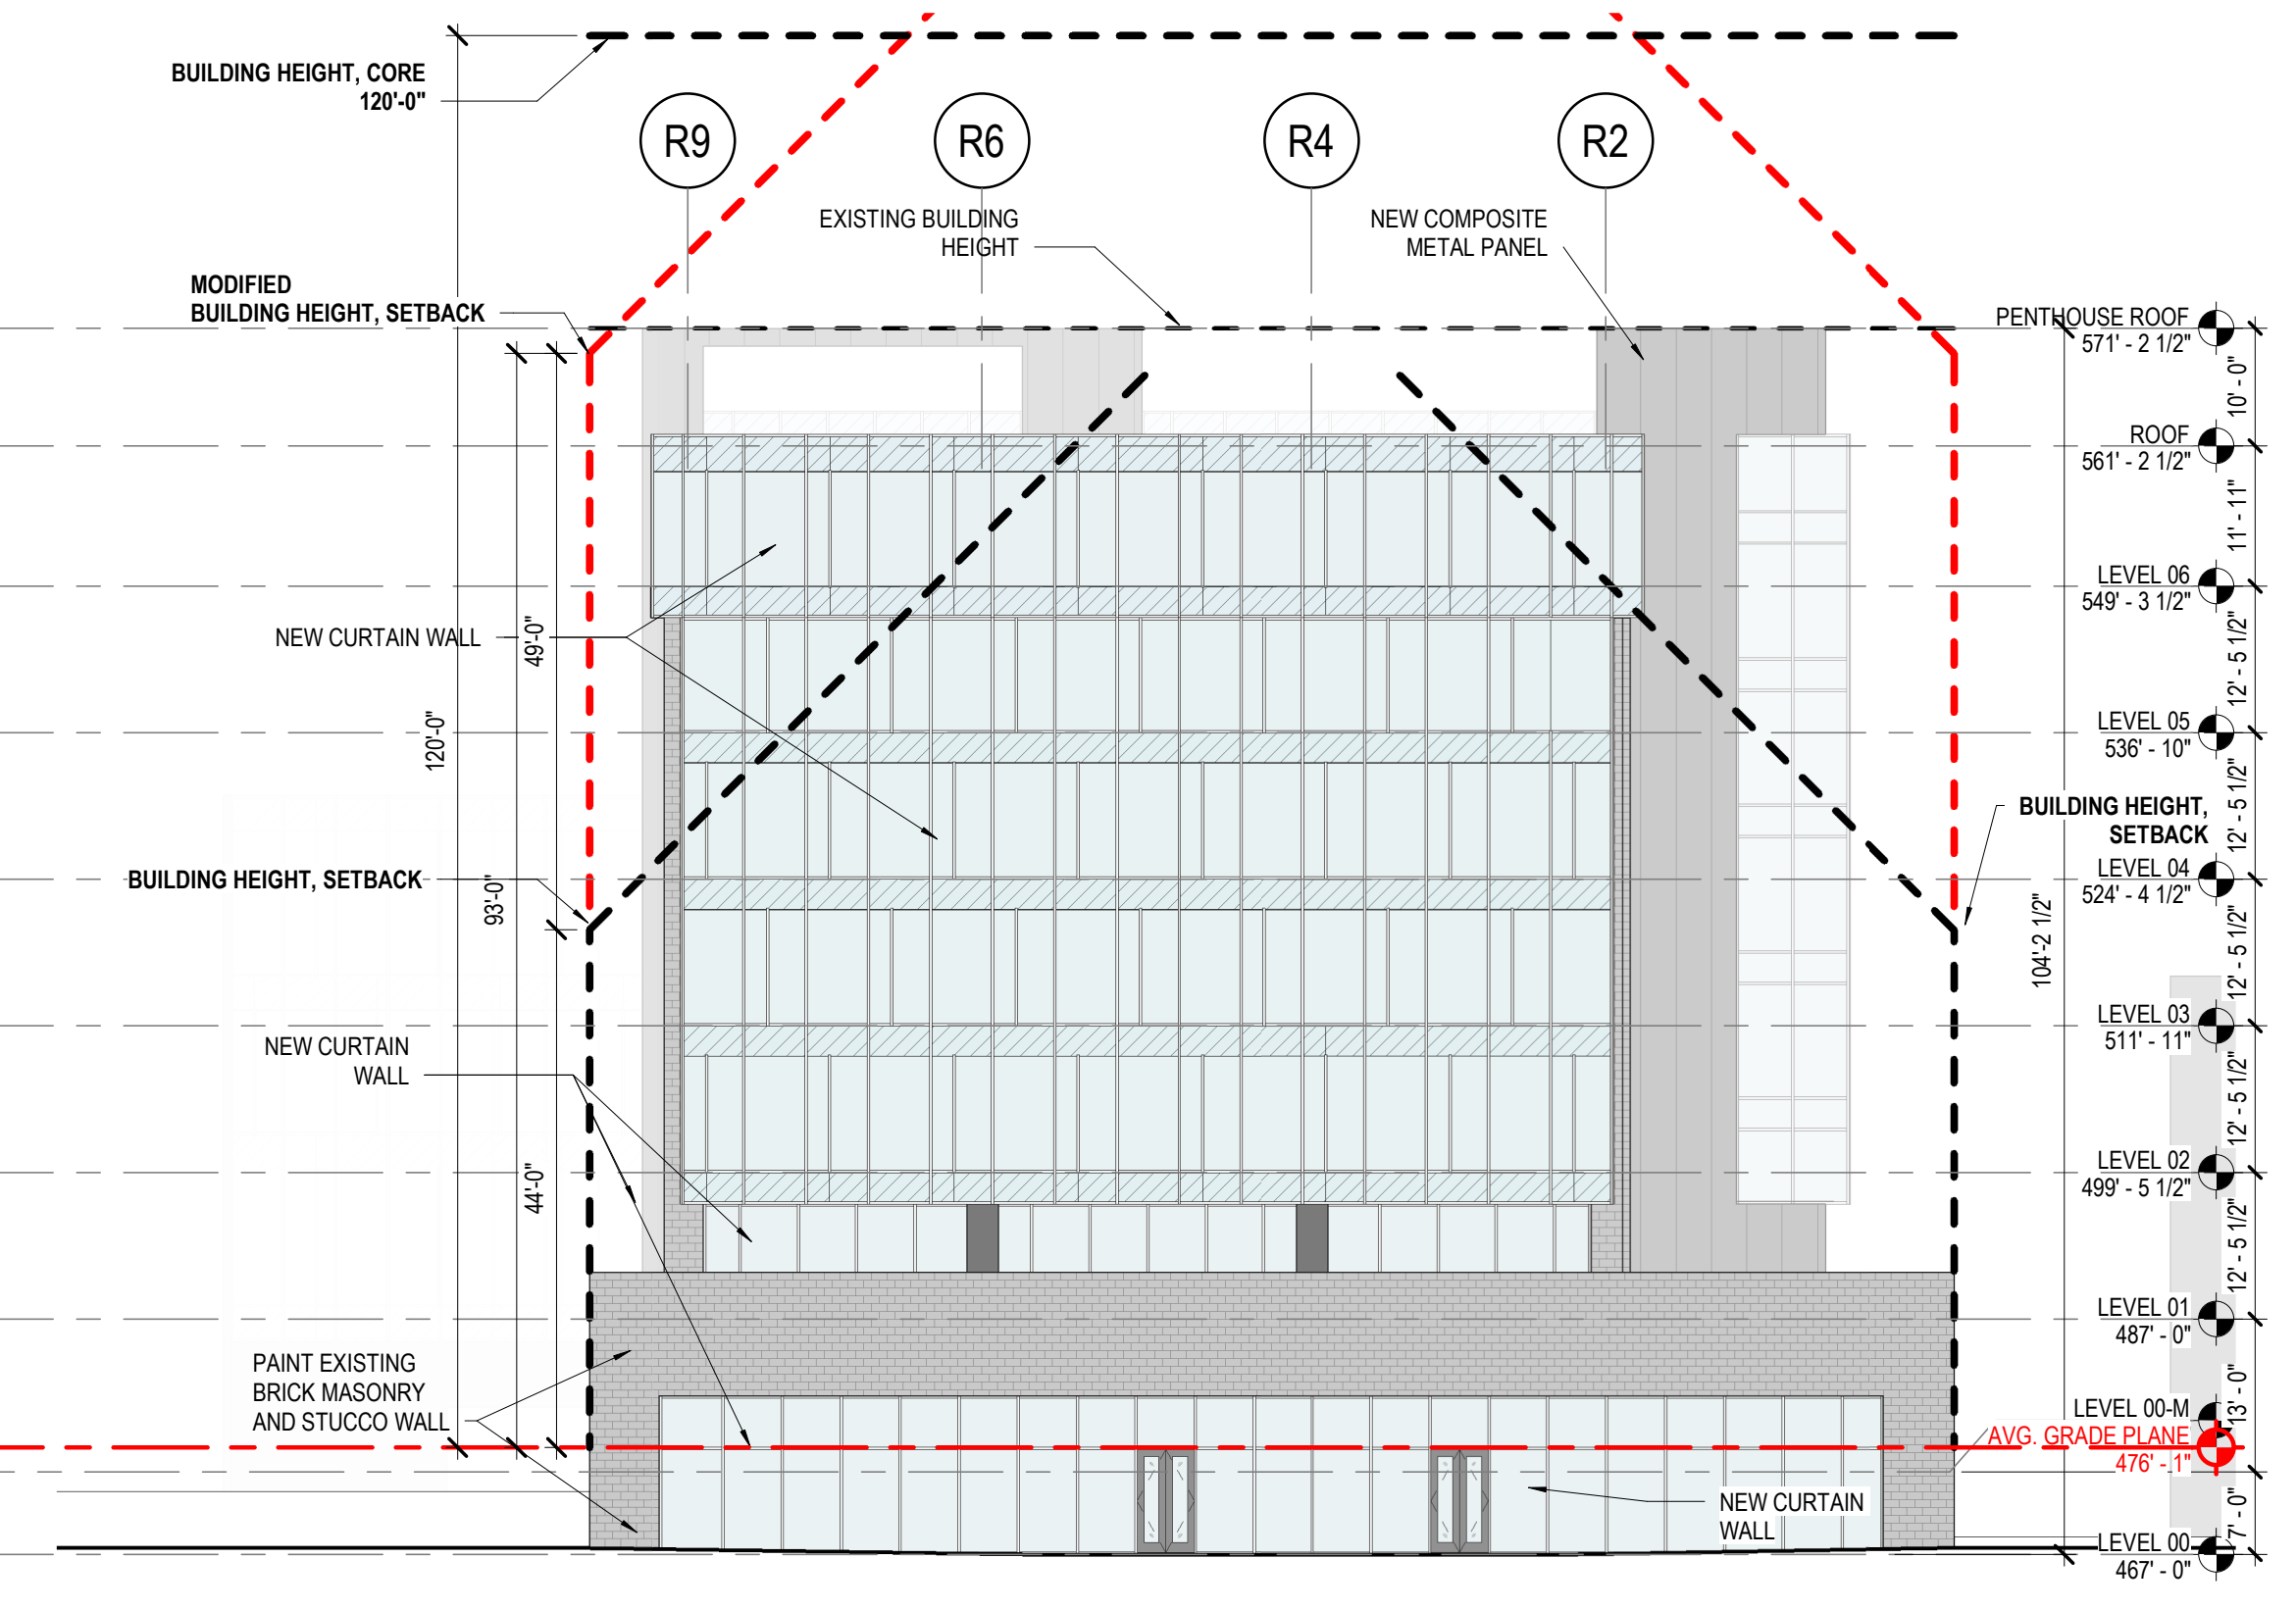 BUILDING HEIGHT, CORE
120'-0"
R9
R6
R4
R2
EXISTING BUILDING
HEIGHT
NEW COMPOSITE
METAL PANEL
MODIFIED
BUILDING HEIGHT, SETBACK
PENTHOUSE ROOF
571' - 2 1/2"
10' - 0"
ROOF
561' - 2 1/2"
11' - 11"
LEVEL 06
549' - 3 1/2"
NEW CURTAIN WALL
49'-0"
12' - 5 1/2"
120'-0"
LEVEL 05
536' - 10"
12' - 5 1/2"
BUILDING HEIGHT,
SETBACK
BUILDING HEIGHT, SETBACK
93'-0"
LEVEL 04
524' - 4 1/2"
104'-2 1/2"
12' - 5 1/2"
LEVEL 03
511' - 11"
NEW CURTAIN
WALL
12' - 5 1/2"
44'-0"
LEVEL 02
499' - 5 1/2"
12' - 5 1/2"
LEVEL 01
487' - 0"
PAINT EXISTING
BRICK MASONRY
AND STUCCO WALL
13' - 0"
LEVEL 00-M
AVG. GRADE PLANE
476' - 1"
NEW CURTAIN
WALL
7' - 0"
LEVEL 00
467' - 0"